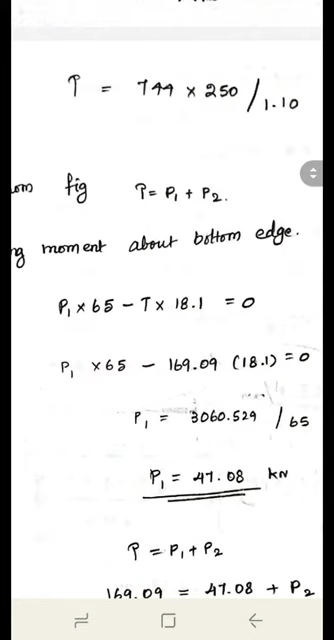 T = 744 × 250 / 1.10
om fig T = P₁ + P₂.
ng moment about bottom edge.
P₁ × 65 - T × 18.1 = 0
P₁ × 65 - 169.09 (18.1) = 0
P₁ = 3060.529 / 65
P₁ = 47.08 kN
T = P₁ + P₂
169.09 = 47.08 + P₂